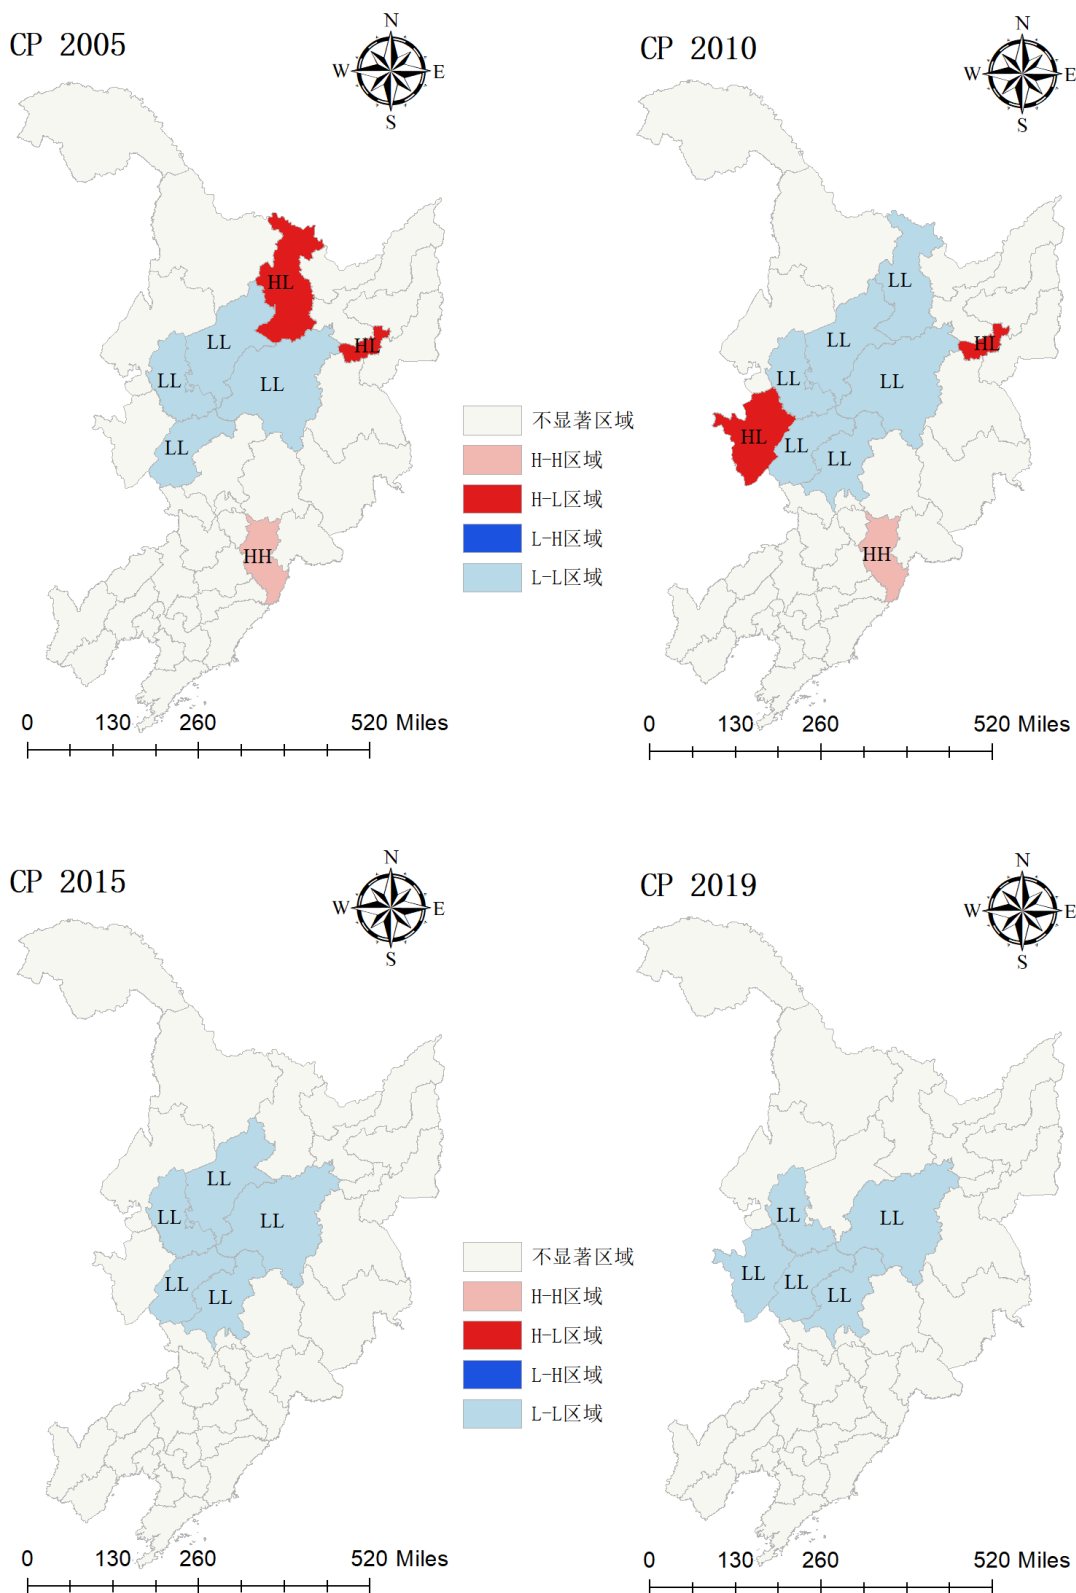 CP 2005
N
W
E
S
HL
LL
HL
LL
LL
LL
HH
0 130 260 520 Miles
CP 2010
N
W
E
S
LL
LL
HL
LL
LL
HL
LL
LL
HH
0 130 260 520 Miles
不显著区域
H-H区域
H-L区域
L-H区域
L-L区域
CP 2015
N
W
E
S
LL
LL
LL
LL
LL
0 130 260 520 Miles
CP 2019
N
W
E
S
LL
LL
LL
LL
LL
0 130 260 520 Miles
不显著区域
H-H区域
H-L区域
L-H区域
L-L区域